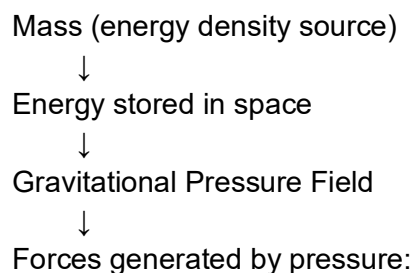 Mass (energy density source)
↓
Energy stored in space
↓
Gravitational Pressure Field
↓
Forces generated by pressure: